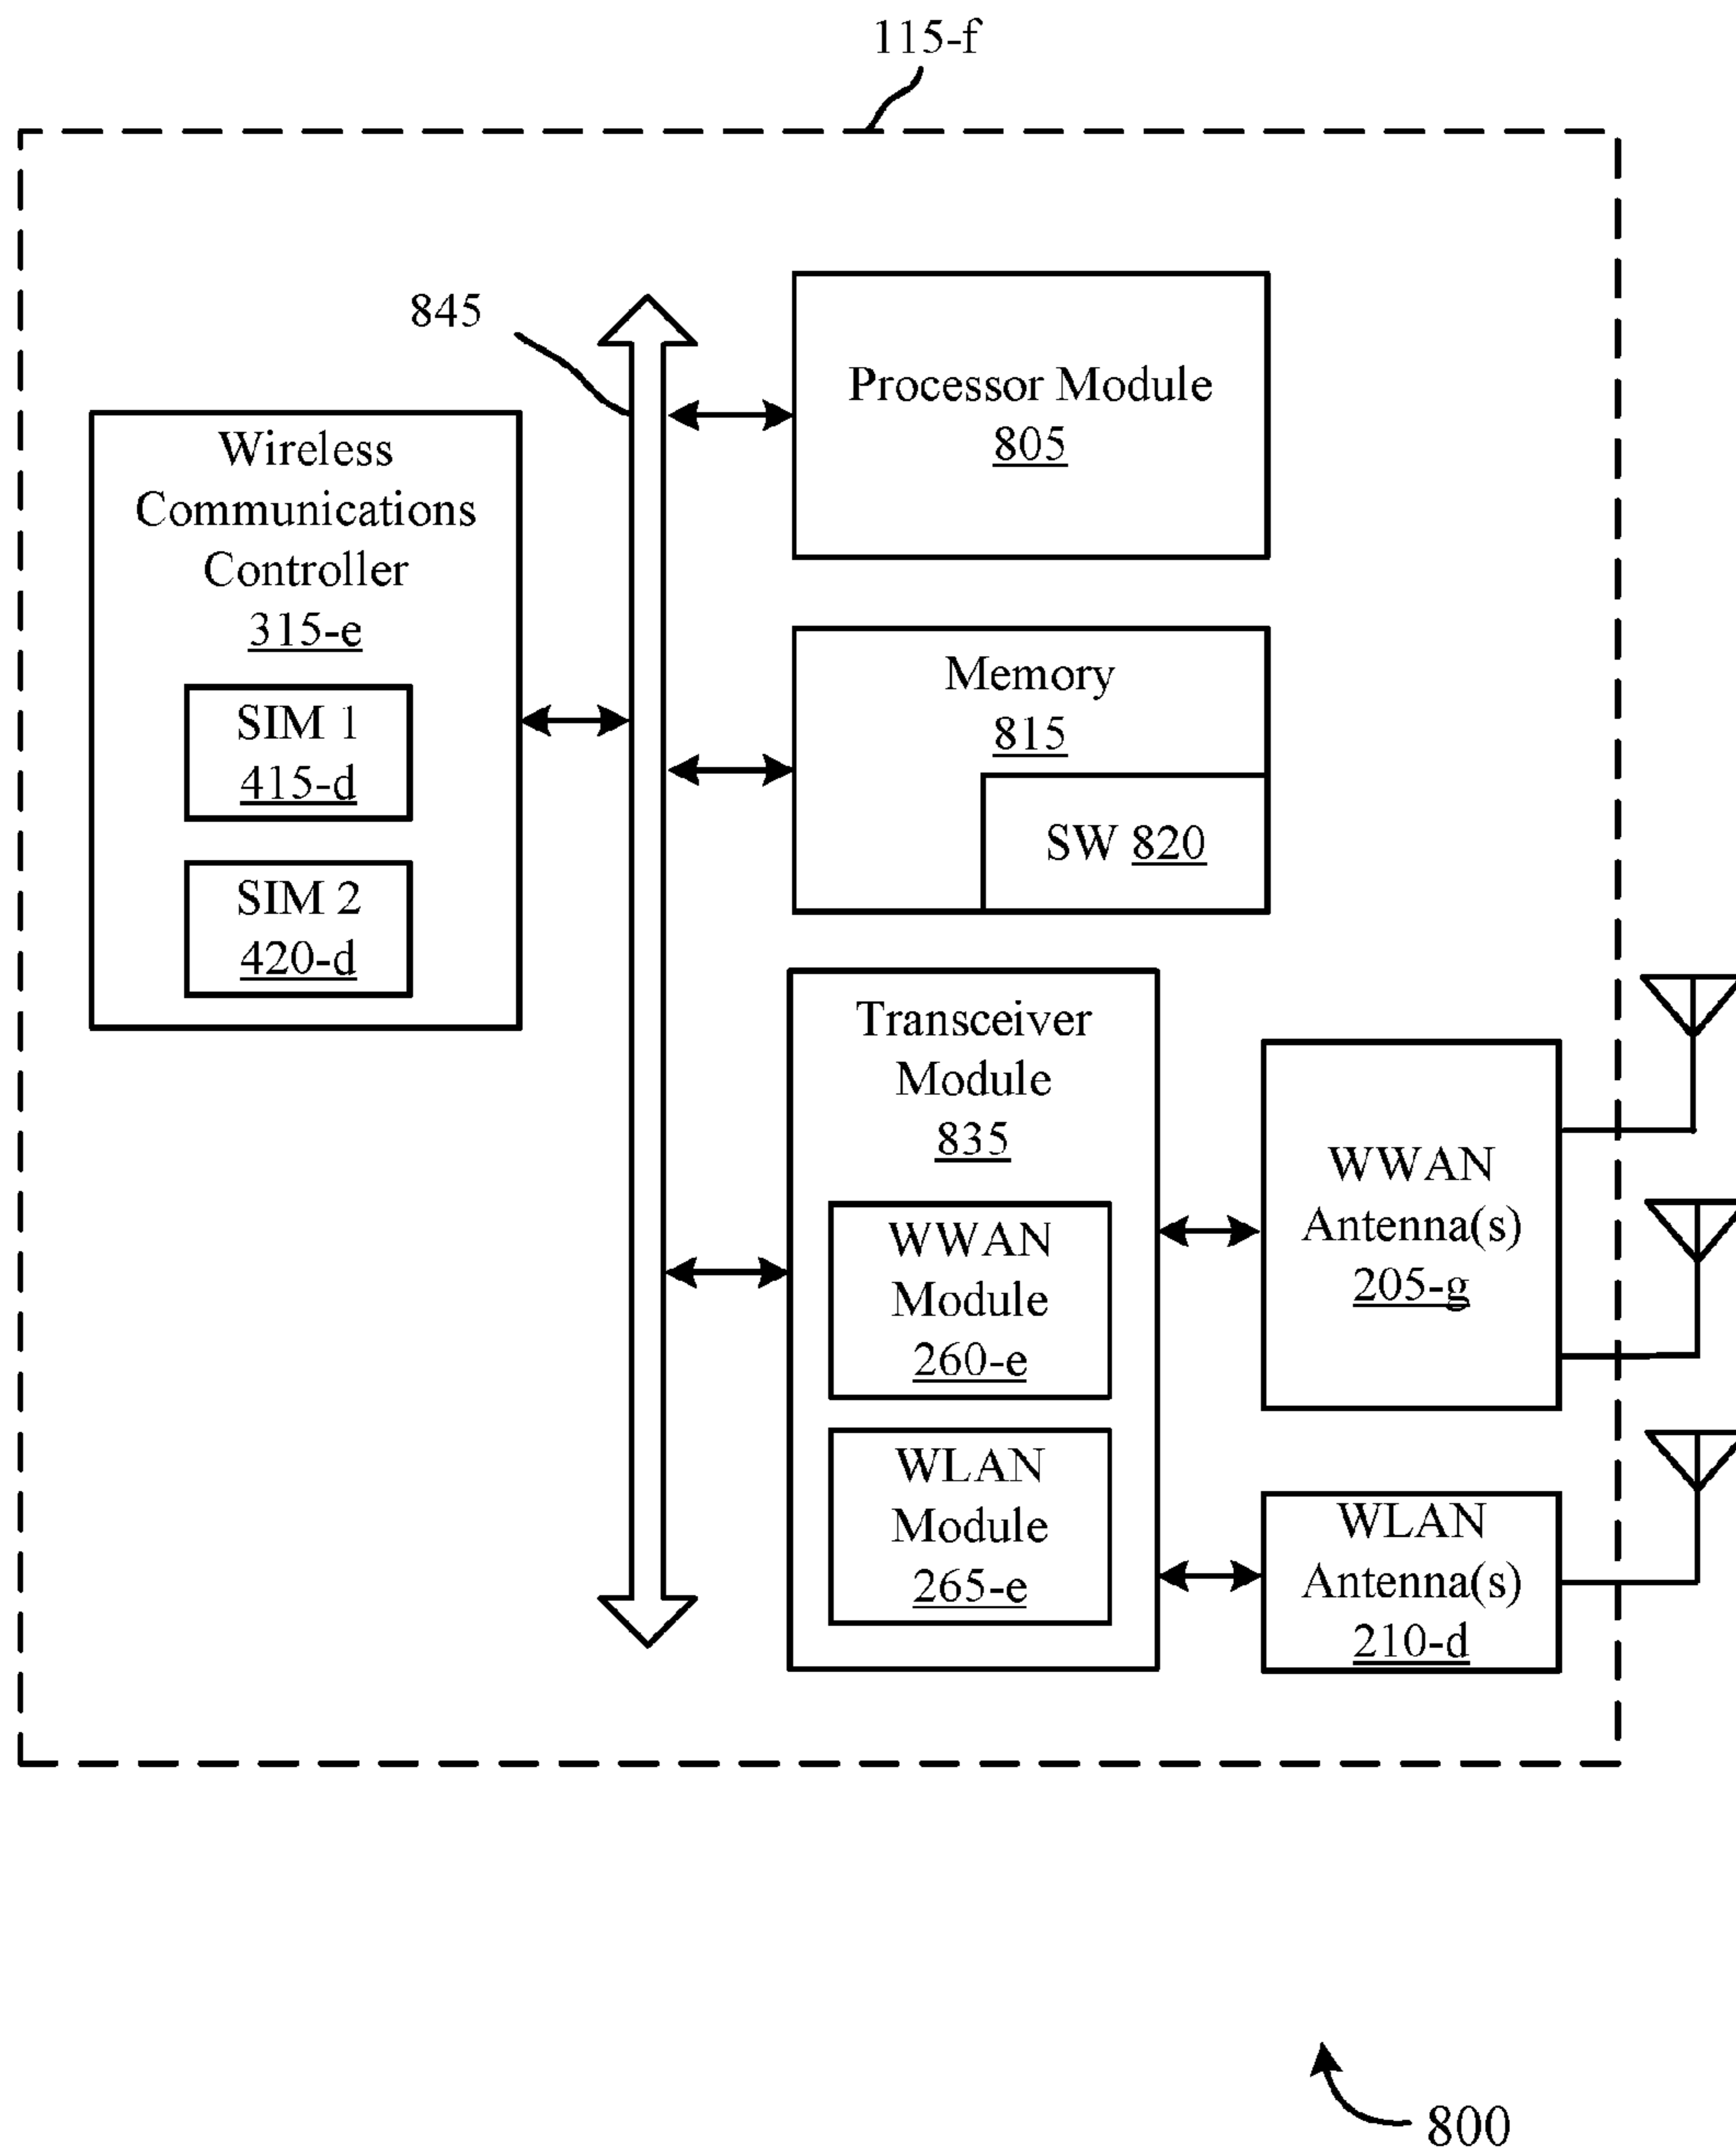 115-f
845
Processor Module
805
Wireless
Communications
Controller
315-e
SIM 1
415-d
SIM 2
420-d
Memory
815
SW 820
Transceiver
Module
835
WWAN
Module
260-e
WLAN
Module
265-e
WWAN
Antenna(s)
205-g
WLAN
Antenna(s)
210-d
800